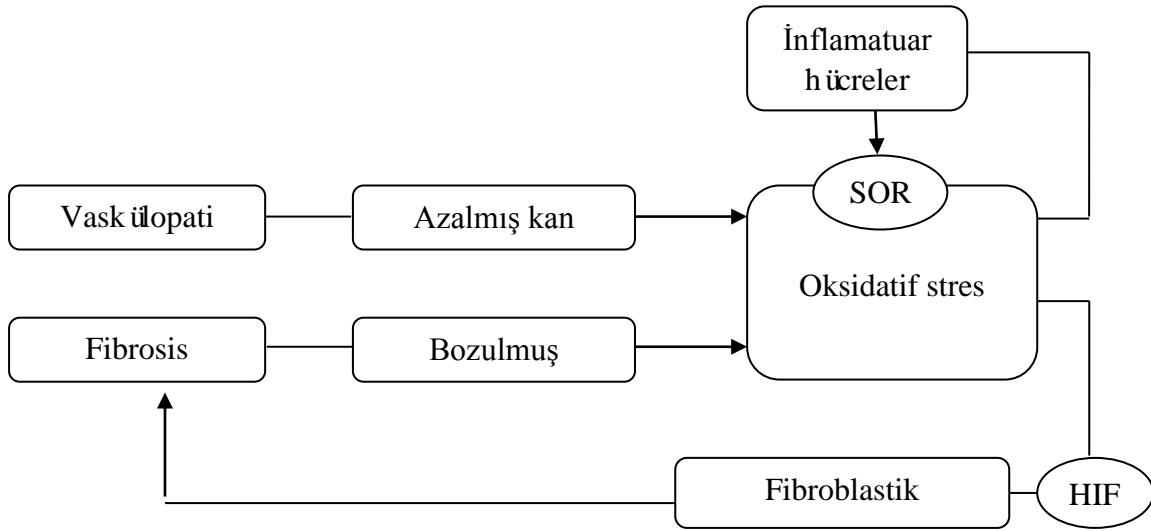 İnflamatuar
hücreler
SOR
Vaskülopati
Azalmış kan
Oksidatif stres
Fibrosis
Bozulmuş
Fibroblastik
HIF